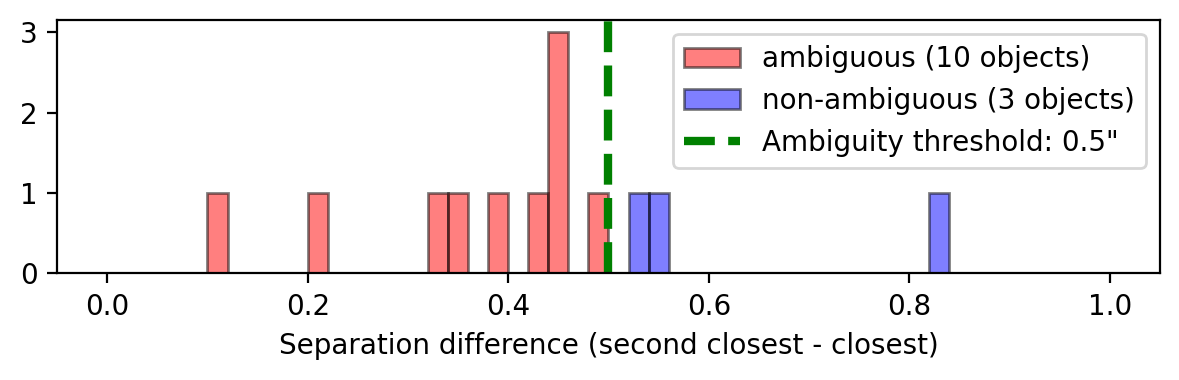 3
2
1
0
ambiguous (10 objects)
non-ambiguous (3 objects)
Ambiguity threshold: 0.5"
0.0 0.2 0.4 0.6 0.8 1.0
Separation difference (second closest - closest)